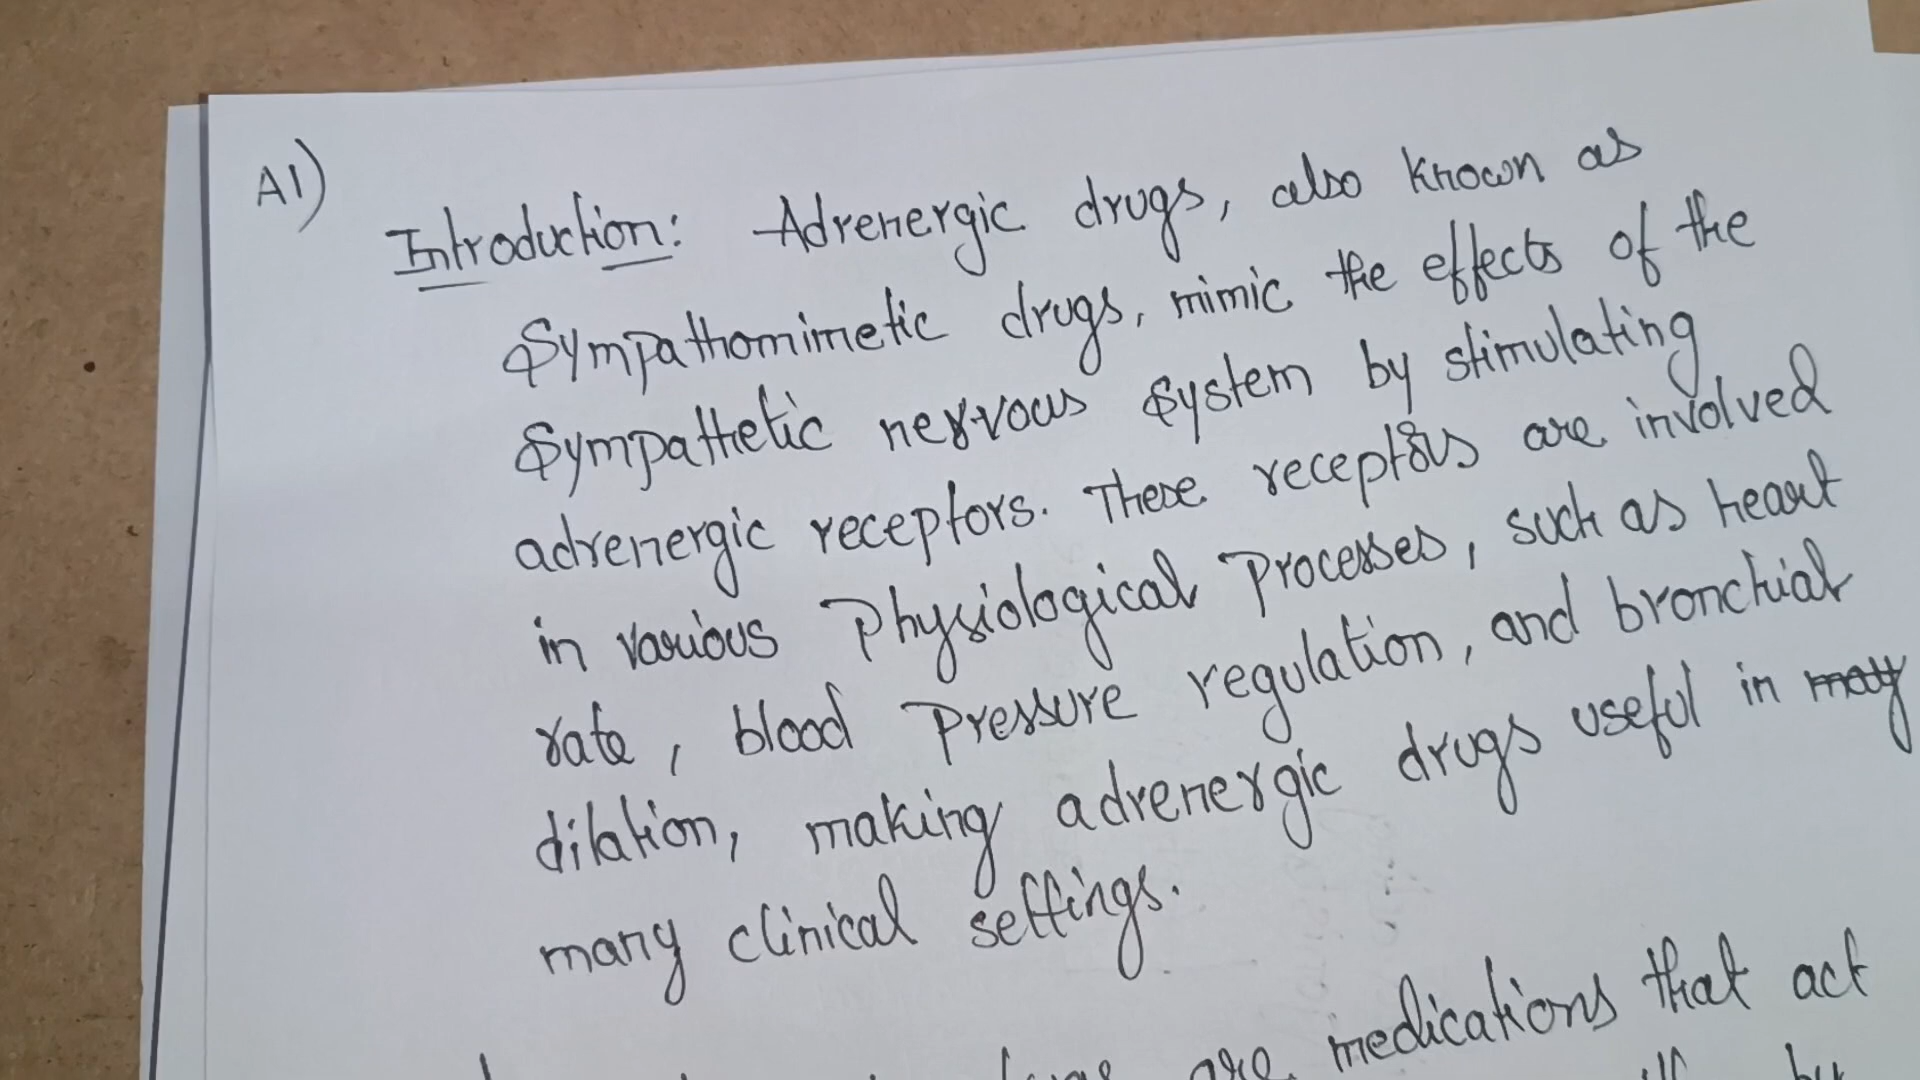 A1)
Introduction: Adrenergic drugs, also known as
Sympathomimetic drugs, mimic the effects of the
Sympathetic nervous system by stimulating
adrenergic receptors. These receptors are involved
in various Physiological Processes, such as heart
rate, blood Pressure regulation, and bronchial
dilation, making adrenergic drugs useful in
many clinical settings.
are medications that act
by